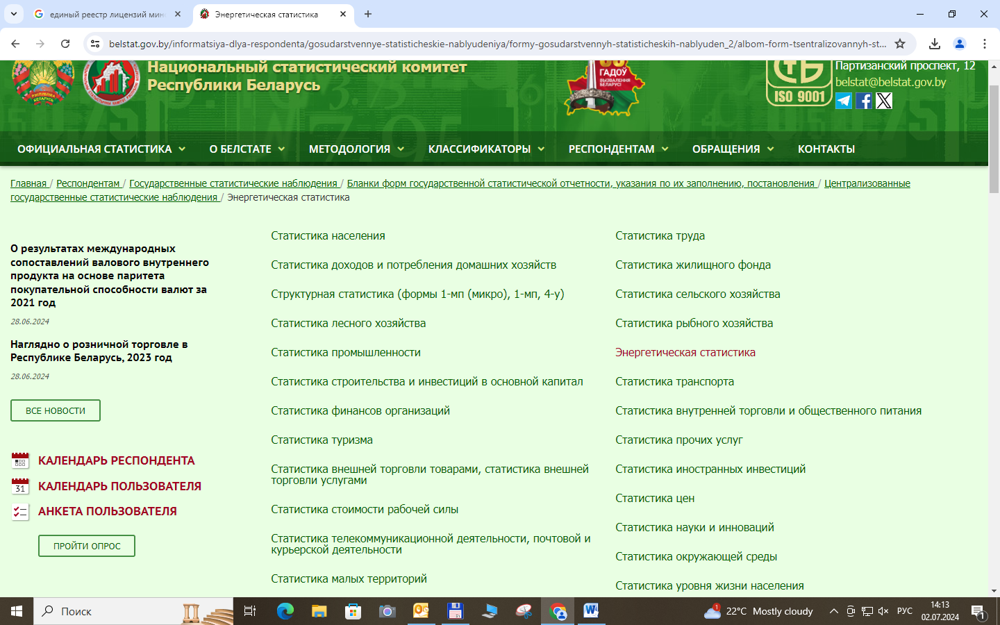 единый реестр лицензий мин
Энергетическая статистика
belstat.gov.by/informatsiya-dlya-respondenta/gosudarstvennye-statisticheskie-nablyudeniya/formy-gosudarstvennyh-statisticheskih-nablyuden_2/albom-form-tsentralizovannyh-st...
Национальный статистический комитет
Республики Беларусь
РЭСПУБЛІКА
БЕЛАРУСЬ
ГАДОЎ
ВЫЗВАЛЕННЯ
БЕЛАРУСІ
ISO 9001
Партизанский проспект, 12
belstat@belstat.gov.by
ОФИЦИАЛЬНАЯ СТАТИСТИКА
О БЕЛСТАТЕ
МЕТОДОЛОГИЯ
КЛАССИФИКАТОРЫ
РЕСПОНДЕНТАМ
ОБРАЩЕНИЯ
КОНТАКТЫ
Главная / Респондентам / Государственные статистические наблюдения / Бланки форм государственной статистической отчетности, указания по их заполнению, постановления / Централизованные
государственные статистические наблюдения / Энергетическая статистика
О результатах международных
сопоставлений валового внутреннего
продукта на основе паритета
покупательной способности валют за
2021 год
28.06.2024
Наглядно о розничной торговле в
Республике Беларусь, 2023 год
28.06.2024
ВСЕ НОВОСТИ
КАЛЕНДАРЬ РЕСПОНДЕНТА
31
КАЛЕНДАРЬ ПОЛЬЗОВАТЕЛЯ
АНКЕТА ПОЛЬЗОВАТЕЛЯ
ПРОЙТИ ОПРОС
Статистика населения
Статистика доходов и потребления домашних хозяйств
Структурная статистика (формы 1-мп (микро), 1-мп, 4-у)
Статистика лесного хозяйства
Статистика промышленности
Статистика строительства и инвестиций в основной капитал
Статистика финансов организаций
Статистика туризма
Статистика внешней торговли товарами, статистика внешней
торговли услугами
Статистика стоимости рабочей силы
Статистика телекоммуникационной деятельности, почтовой и
курьерской деятельности
Статистика малых территорий
Статистика труда
Статистика жилищного фонда
Статистика сельского хозяйства
Статистика рыбного хозяйства
Энергетическая статистика
Статистика транспорта
Статистика внутренней торговли и общественного питания
Статистика прочих услуг
Статистика иностранных инвестиций
Статистика цен
Статистика науки и инноваций
Статистика окружающей среды
Статистика уровня жизни населения
Поиск
1
22°C Mostly cloudy
РУС
14:13
02.07.2024
1